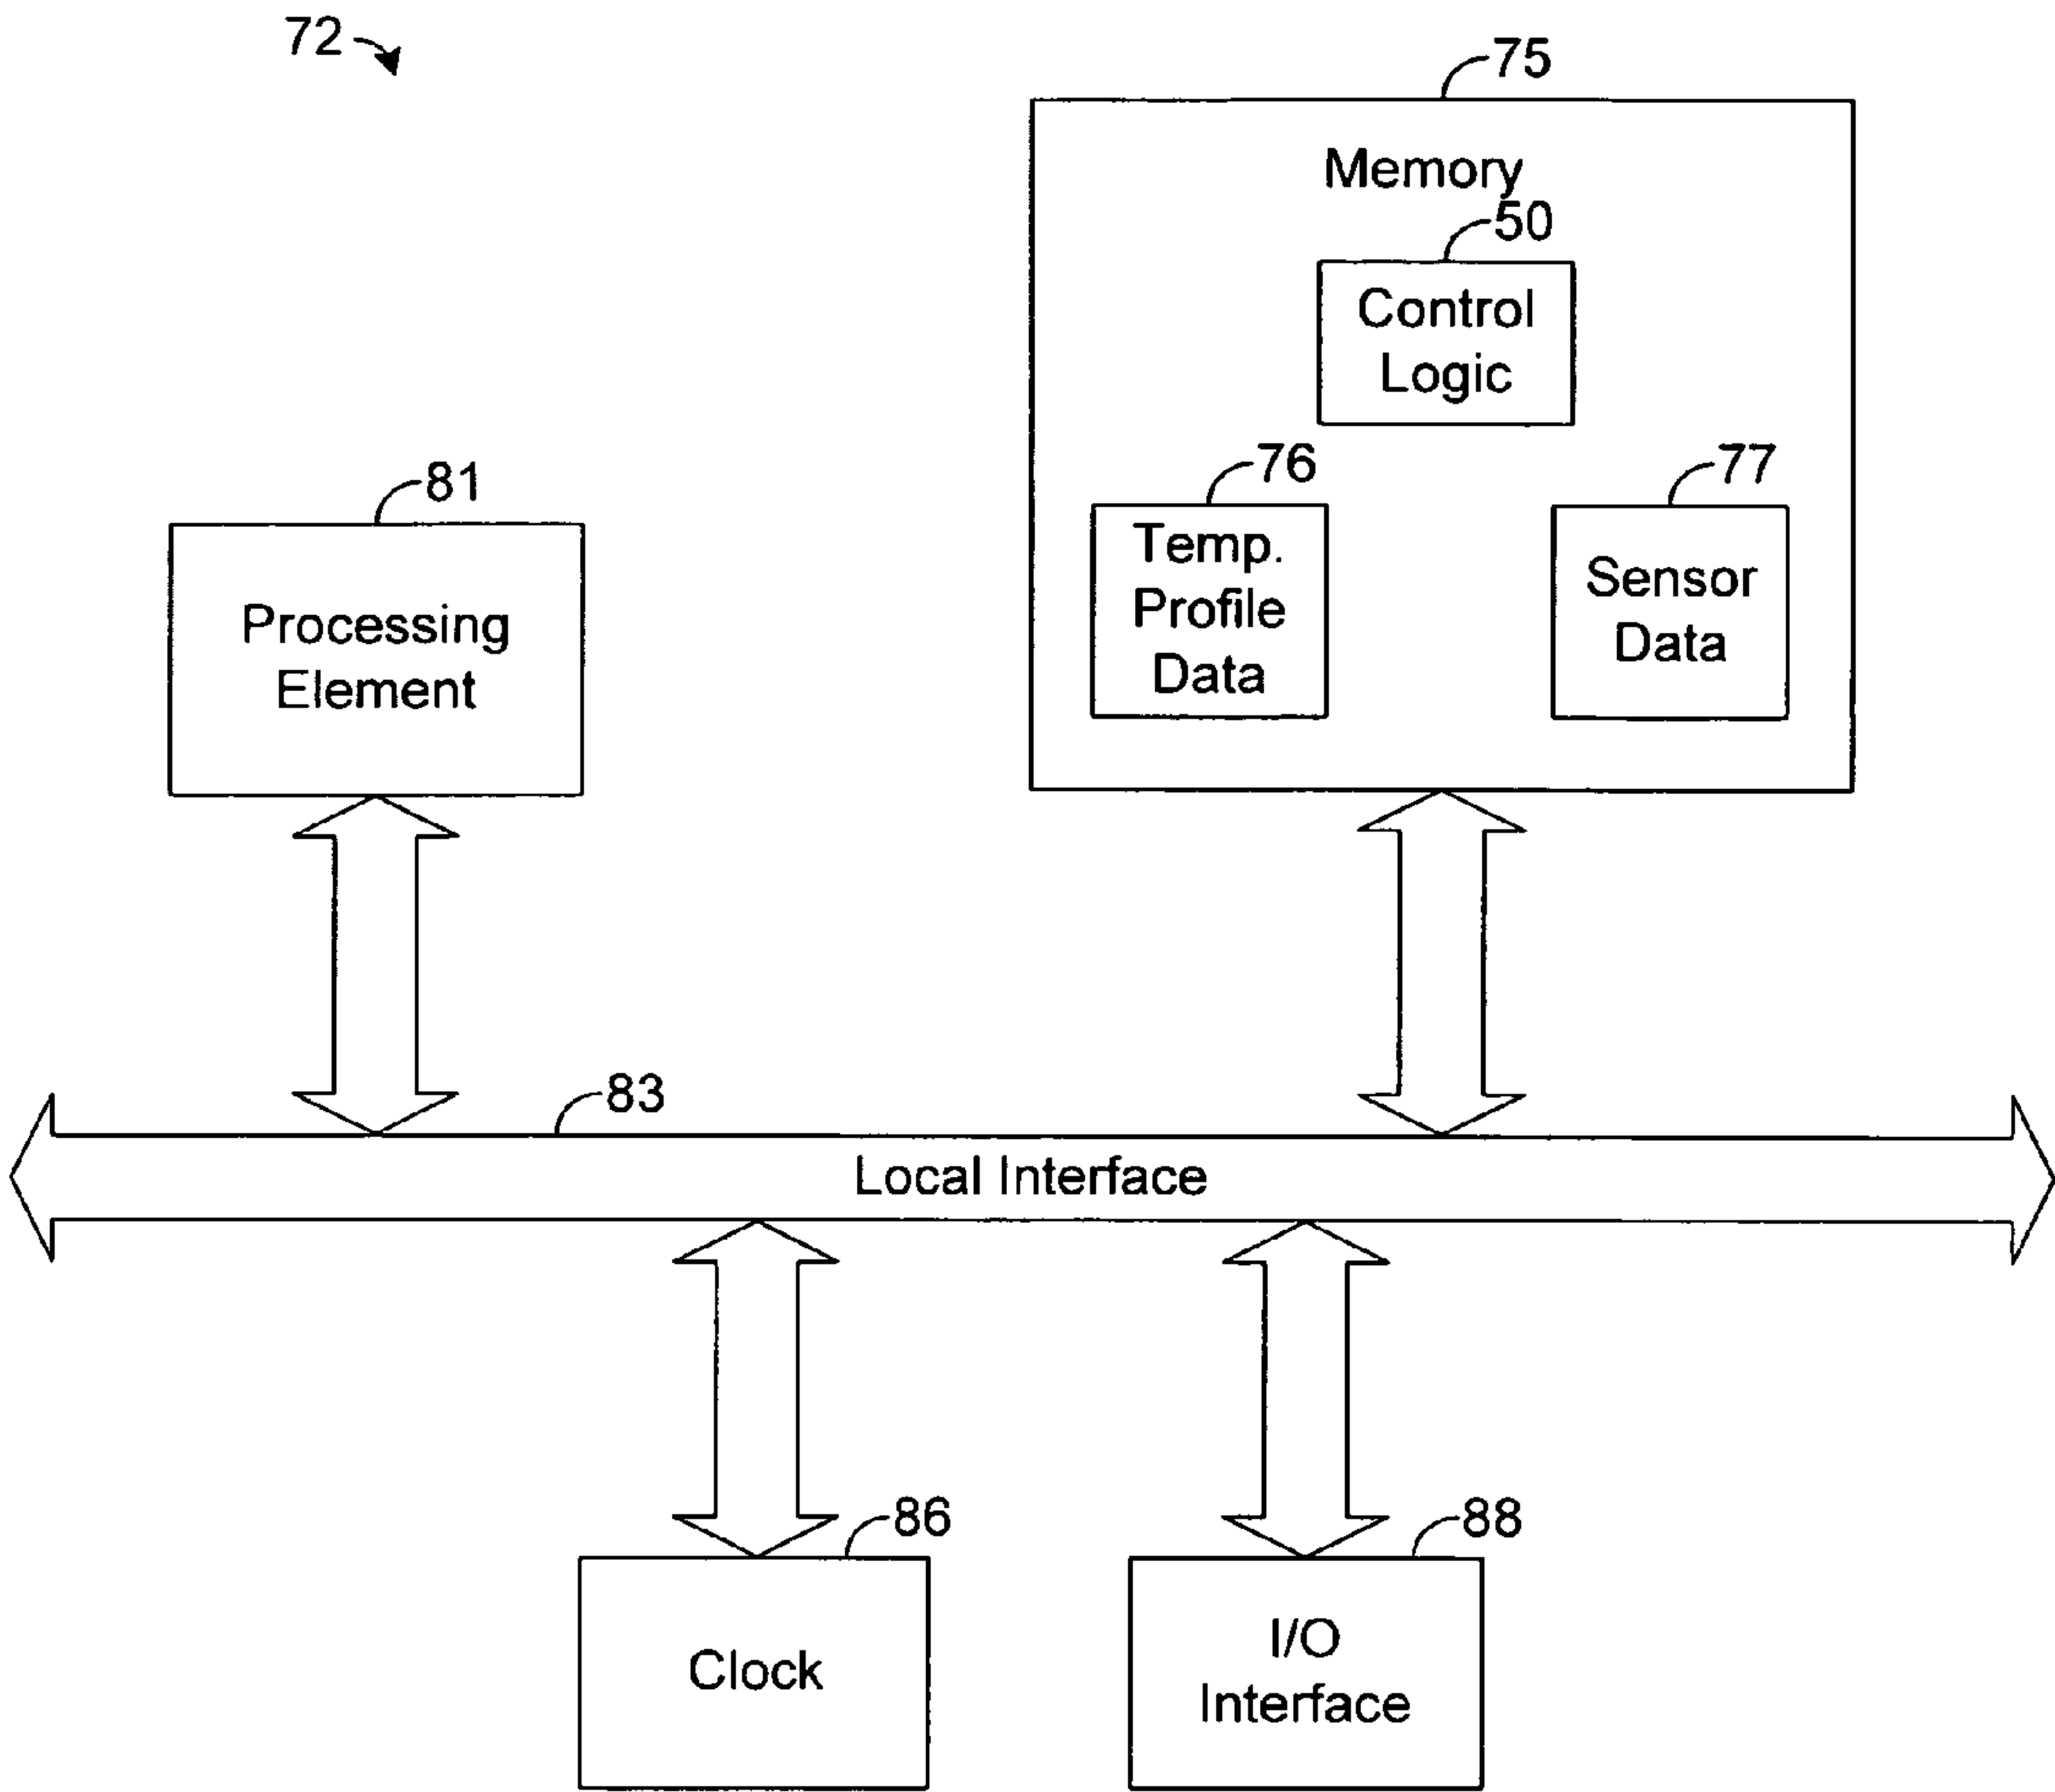 72
75
Memory
50
Control
Logic
76
77
Temp.
Profile
Data
Sensor
Data
81
Processing
Element
83
Local Interface
86
88
Clock
I/O
Interface